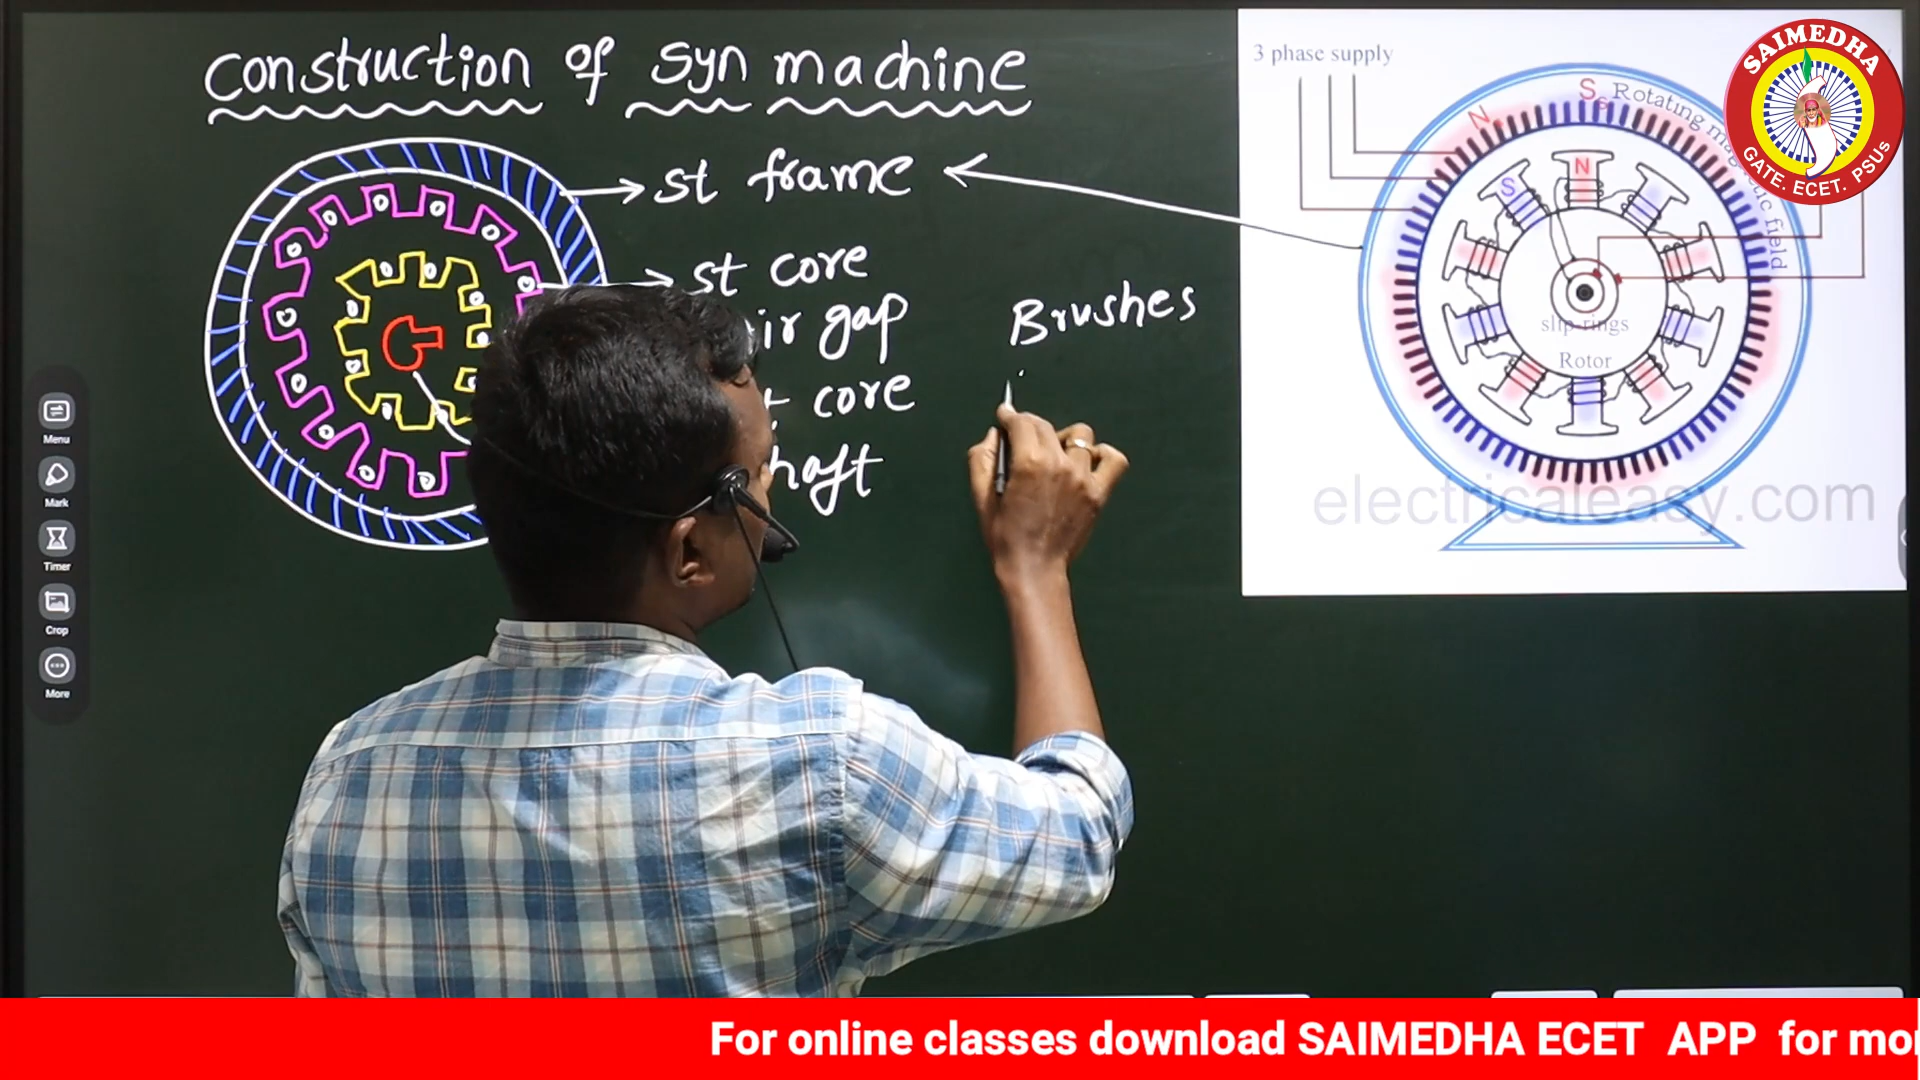 Construction of syn machine
st frame
st core
ir gap
core
haft
Brushes
3 phase supply
N
S
Rotating
field
S
N
slip-rings
Rotor
electricaleasy.com
SAIMEDHA
GATE. ECET. PSUs
Menu
Mark
Timer
Crop
More
For online classes download SAIMEDHA ECET APP for mor